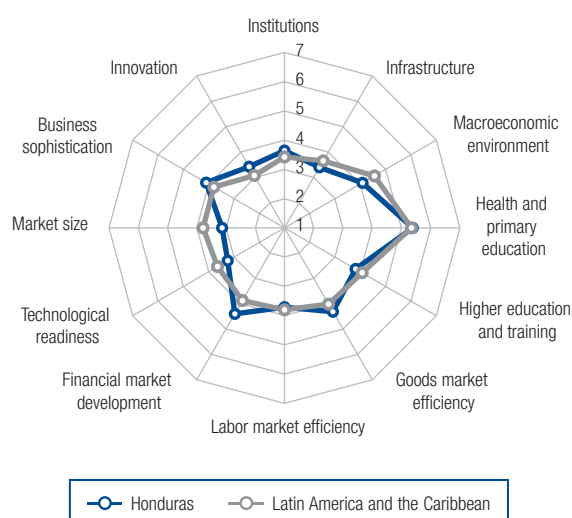 Institutions
Innovation
Infrastructure
Business
sophistication
Macroeconomic
environment
Market size
Health and
primary
education
Technological
readiness
Higher education
and training
Financial market
development
Goods market
efficiency
Labor market efficiency
7
6
5
4
3
2
1
Honduras
Latin America and the Caribbean